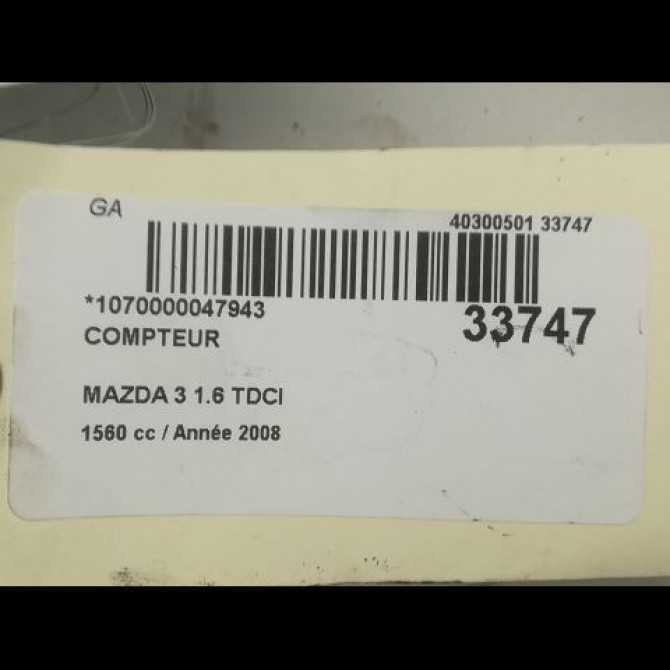 GA
40300501 33747
*1070000047943
33747
COMPTEUR
MAZDA 3 1.6 TDCI
1560 cc / Année 2008